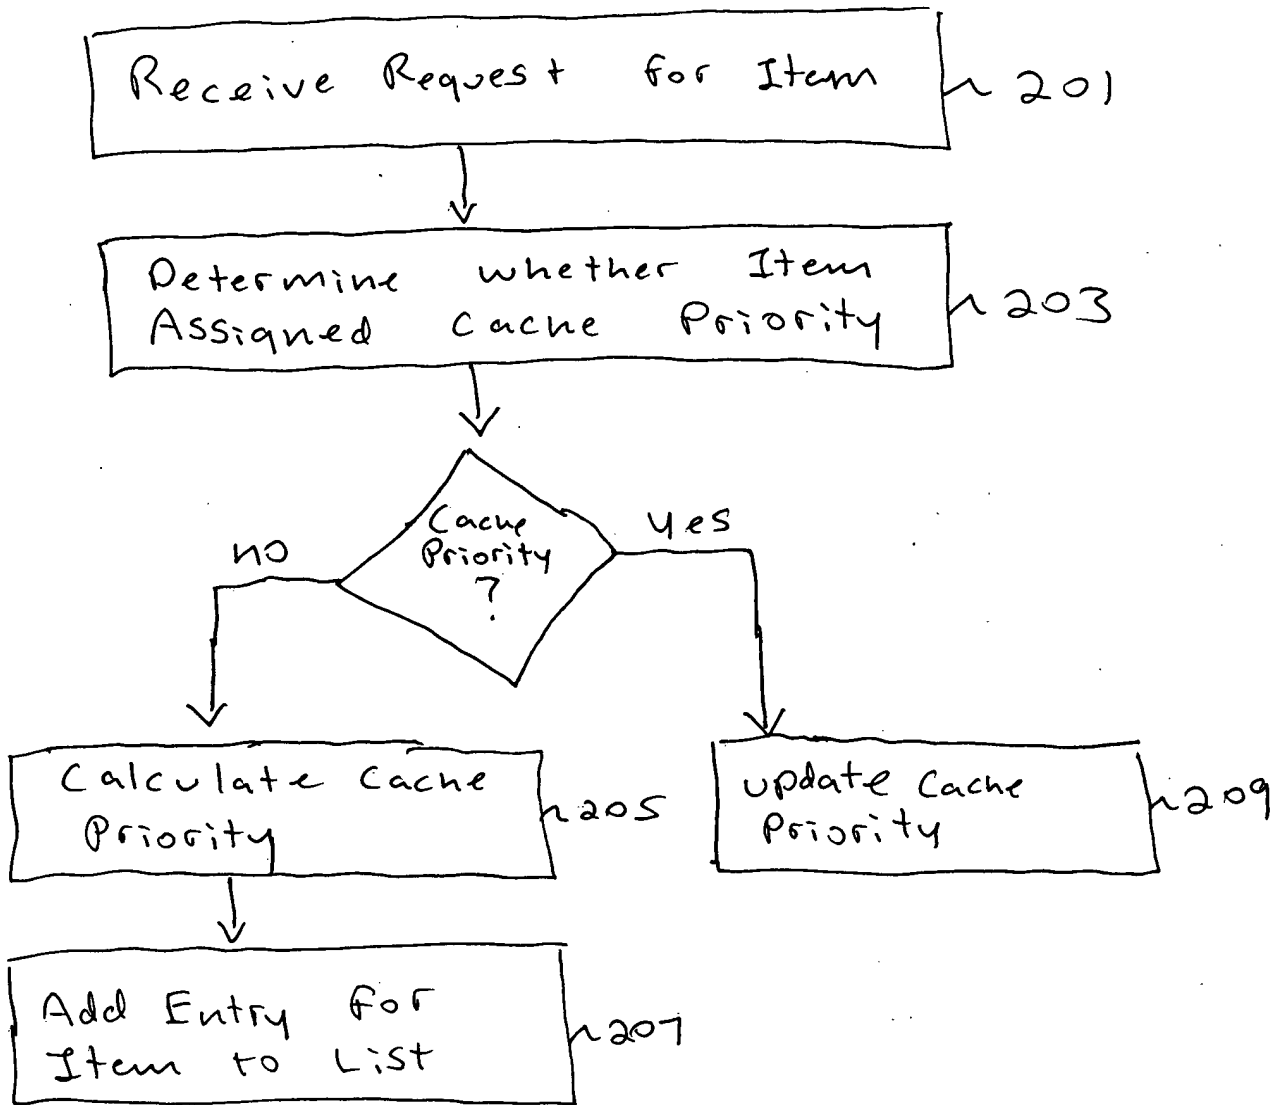 Receive Request for Item
201
Determine whether Item
Assigned Cache Priority
203
Cache
Priority
?
no
yes
Calculate Cache
Priority
205
update Cache
Priority
209
Add Entry for
Item to List
207